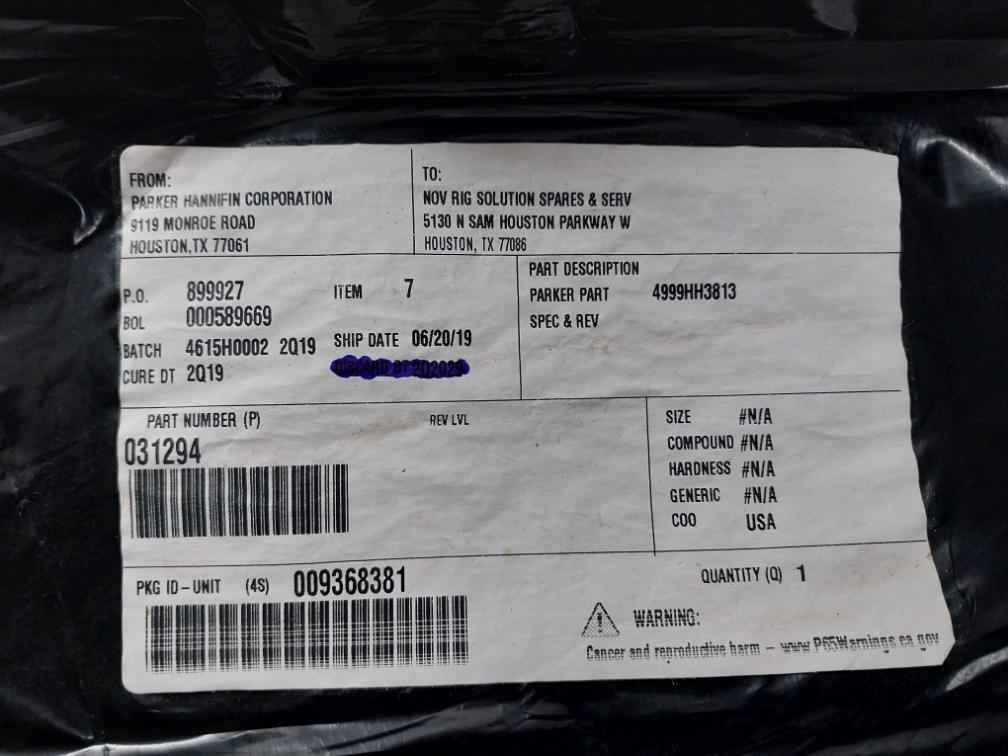 FROM:
PARKER HANNIFIN CORPORATION
9119 MONROE ROAD
HOUSTON,TX 77061
TO:
NOV RIG SOLUTION SPARES & SERV
5130 N SAM HOUSTON PARKWAY W
HOUSTON, TX 77086
P.O. 899927 ITEM 7
BOL 000589669
BATCH 4615H0002 2Q19 SHIP DATE 06/20/19
CURE DT 2Q19
PART DESCRIPTION
PARKER PART 4999HH3813
SPEC & REV
PART NUMBER (P) REV LVL
031294
SIZE #N/A
COMPOUND #N/A
HARDNESS #N/A
GENERIC #N/A
COO USA
PKG ID-UNIT (4S) 009368381
QUANTITY (Q) 1
WARNING:
Cancer and reproductive harm - www.P65Warnings.ca.gov